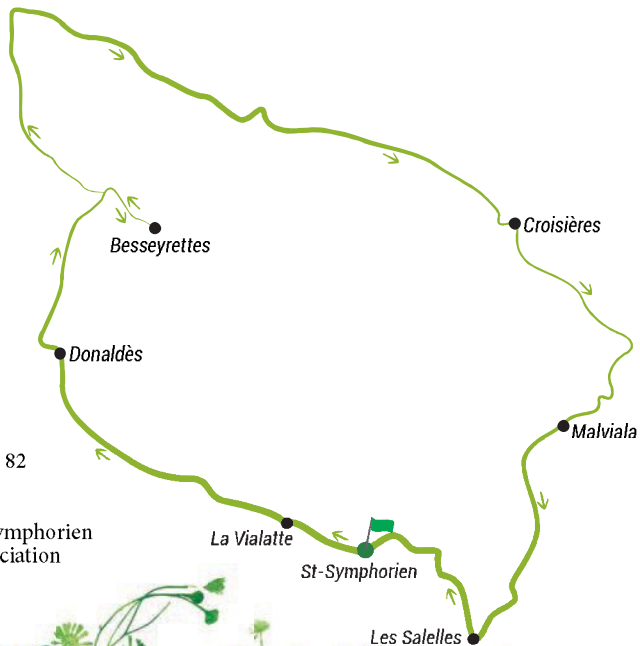 Croisières
Besseyrettes
Donaldès
Malviala
82
ymphorien
ciation
La Vialatte
St-Symphorien
Les Salelles